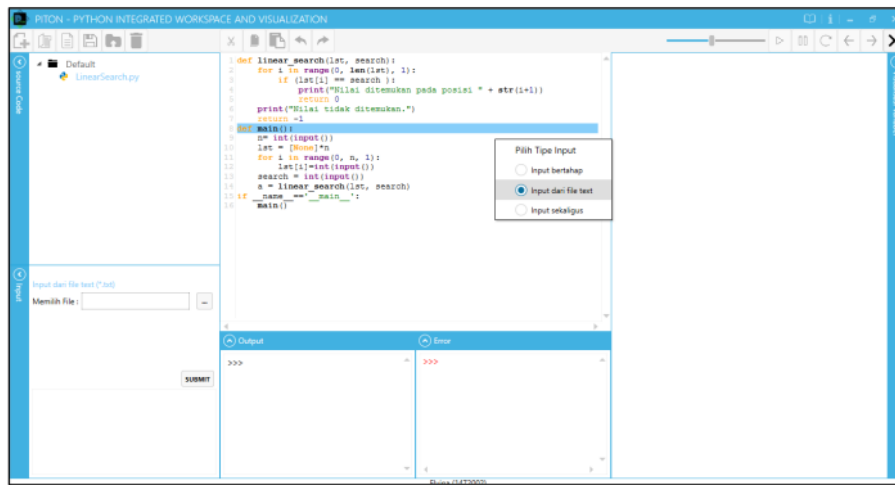 PITON - PYTHON INTEGRATED WORKSPACE AND VISUALIZATION
Source Code
Default
LinearSearch.py
1 def linear_search(lst, search):
2 for i in range(0, len(lst), 1):
3 if (lst[i] == search ):
4 print("Nilai ditemukan pada posisi " + str(i+1))
5 return 0
6 print("Nilai tidak ditemukan.")
7 return -1
8 def main():
9 n= int(input())
10 lst = [None]*n
11 for i in range(0, n, 1):
12 lst[i]=int(input())
13 search = int(input())
14 a = linear_search(lst, search)
15 if __name__=='__main__':
16 main()
Pilih Tipe Input
Input bertahap
Input dari file text
Input sekaligus
Input
Input dari file text (*.txt)
Memilih File :
...
SUBMIT
Output
>>>
Error
>>>